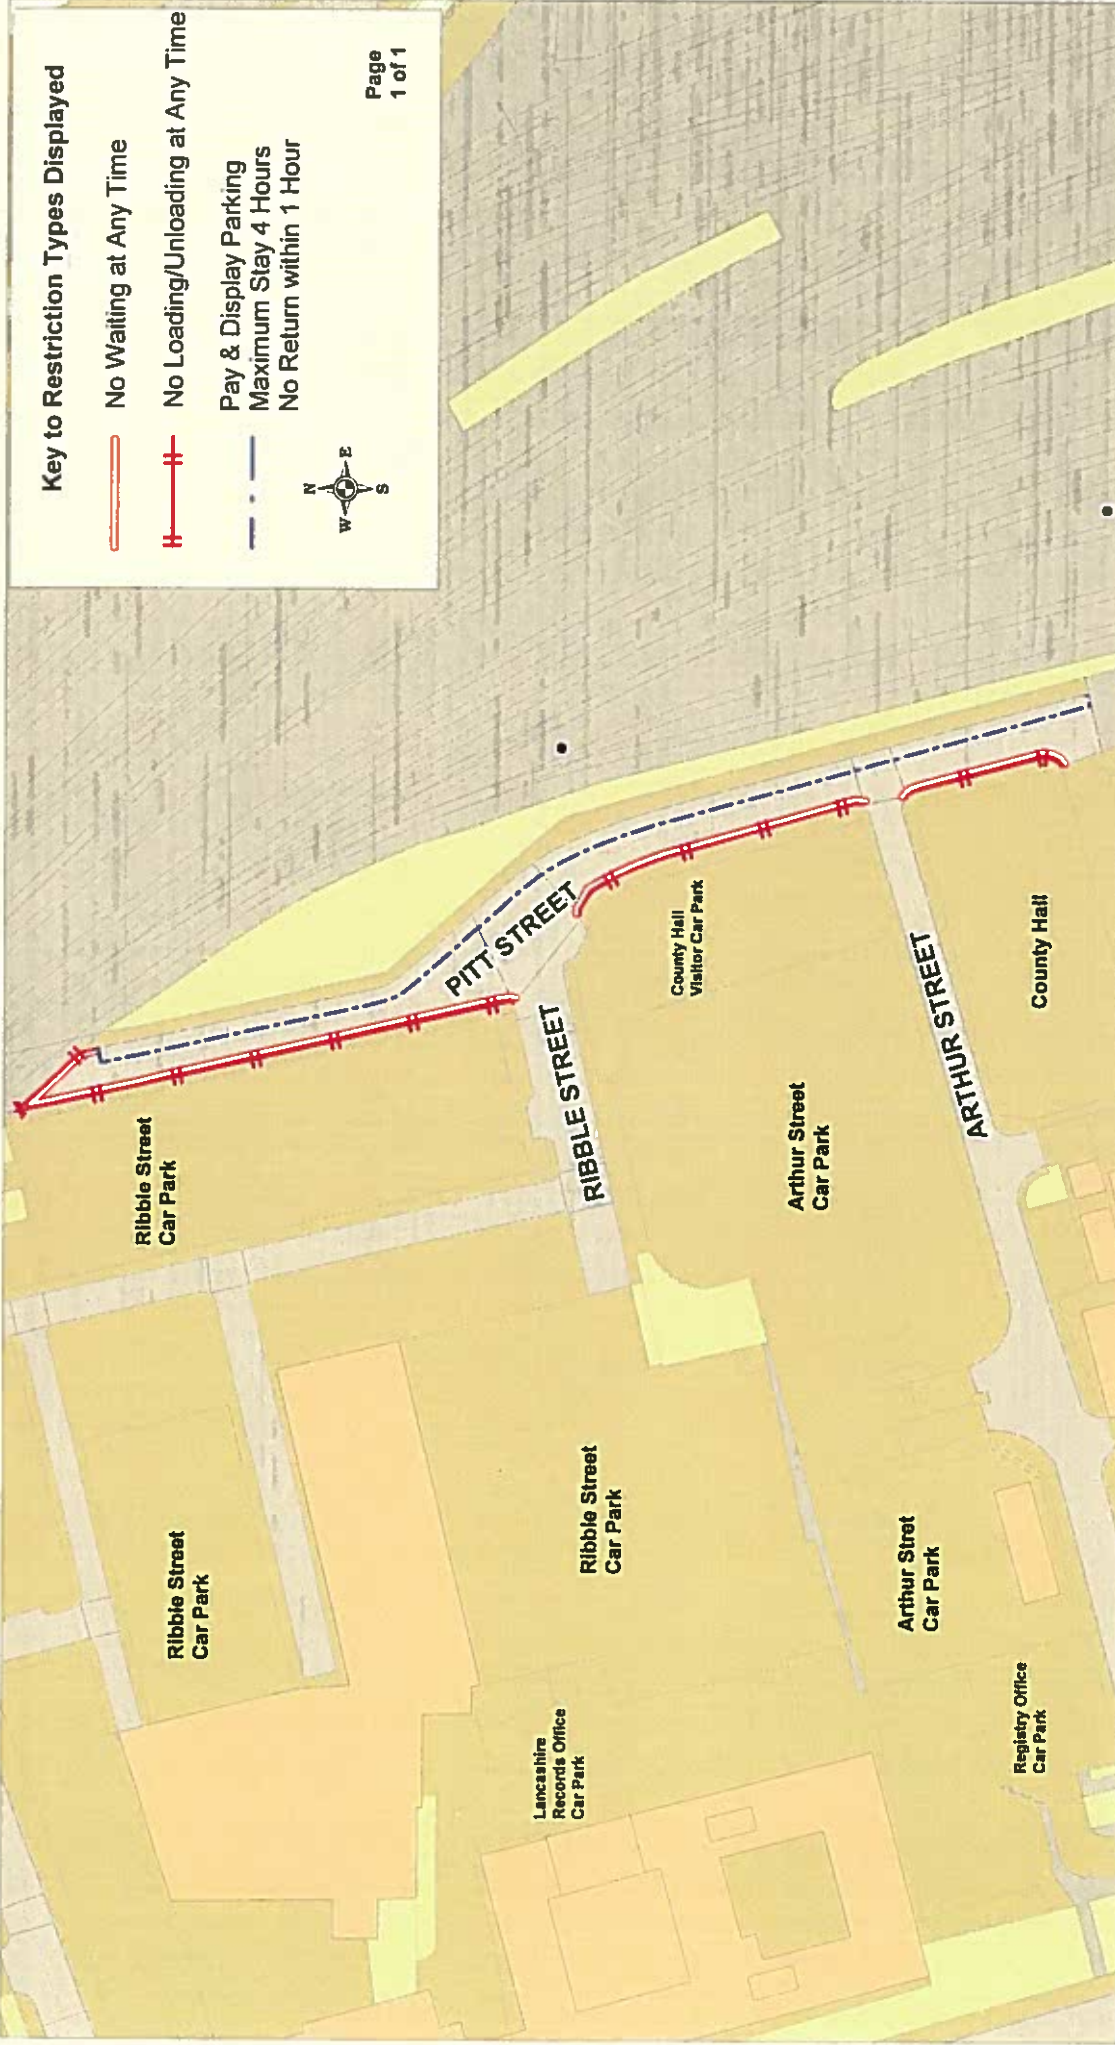 Key to Restriction Types Displayed
No Waiting at Any Time
No Loading/Unloading at Any Time
Pay & Display Parking
Maximum Stay 4 Hours
No Return within 1 Hour
N
W
E
S
Page
1 of 1
Ribble Street
Car Park
Ribble Street
Car Park
PITT STREET
RIBBLE STREET
Ribble Street
Car Park
Lancashire
Records Office
Car Park
County Hall
Visitor Car Park
Arthur Street
Car Park
Arthur Stret
Car Park
ARTHUR STREET
County Hall
Registry Office
Car Park